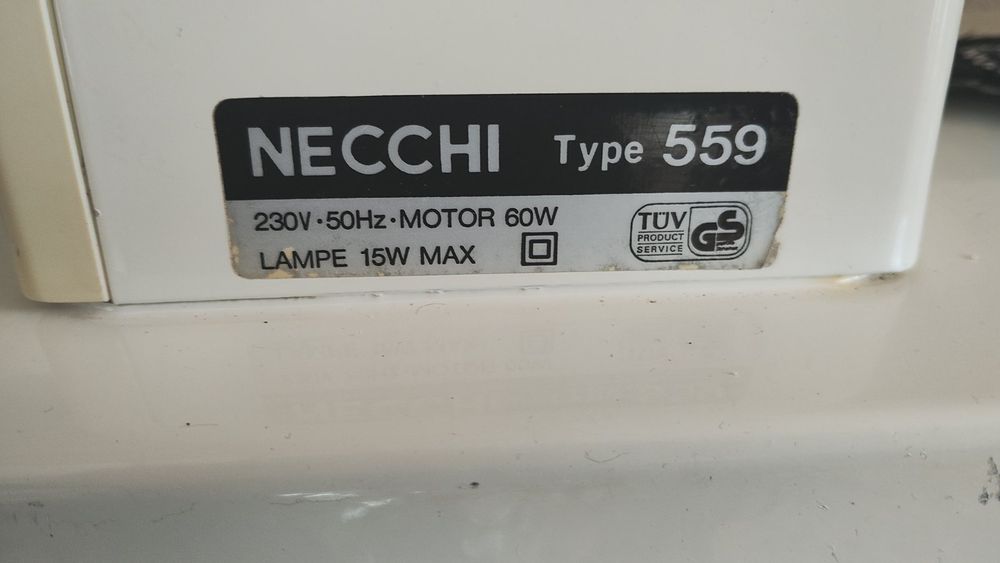 NECCHI Type 559
230V·50Hz·MOTOR 60W
LAMPE 15W MAX
TÜV
PRODUCT
SERVICE
GS